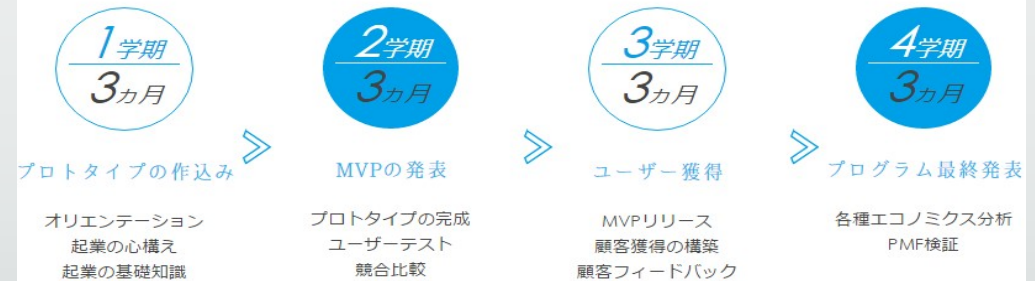 1学期
3カ月
プロトタイプの作込み
オリエンテーション
起業の心構え
起業の基礎知識
2学期
3カ月
MVPの発表
プロトタイプの完成
ユーザーテスト
競合比較
3学期
3カ月
ユーザー獲得
MVPリリース
顧客獲得の構築
顧客フィードバック
4学期
3カ月
プログラム最終発表
各種エコノミクス分析
PMF検証